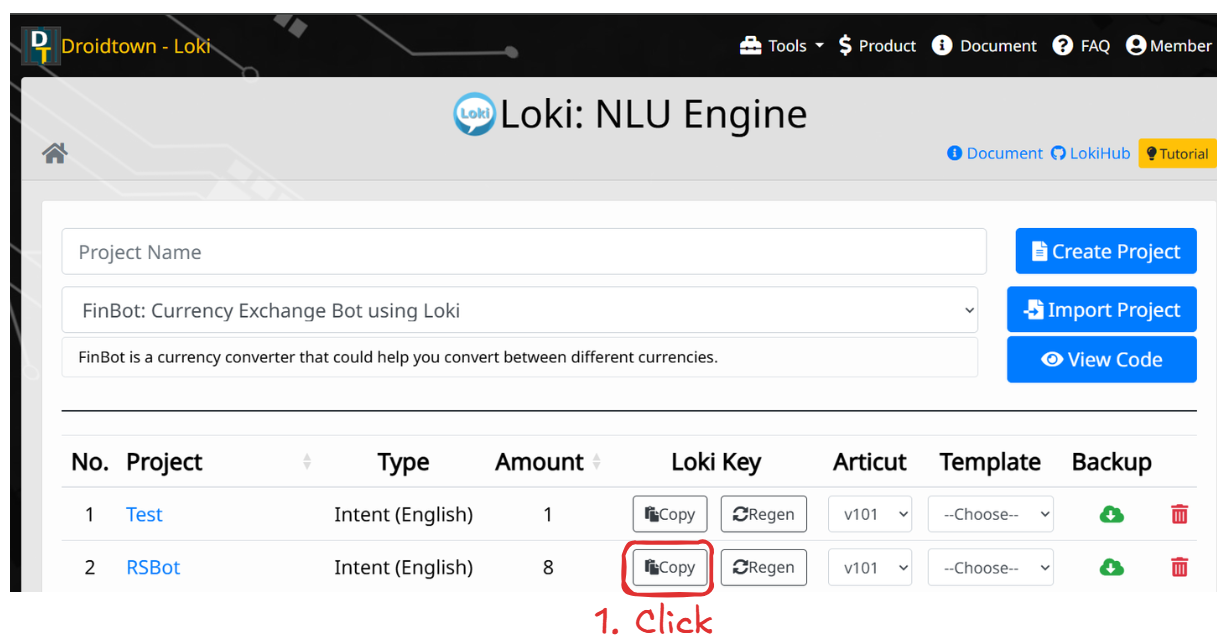 Droidtown - Loki Tools $ Product Document FAQ Member
Loki Loki: NLU Engine
Document LokiHub Tutorial
Project Name Create Project
FinBot: Currency Exchange Bot using Loki Import Project
FinBot is a currency converter that could help you convert between different currencies. View Code
No. Project Type Amount Loki Key Articut Template Backup
1 Test Intent (English) 1 Copy Regen v101 --Choose--
2 RSBot Intent (English) 8 Copy Regen v101 --Choose--
1. Click